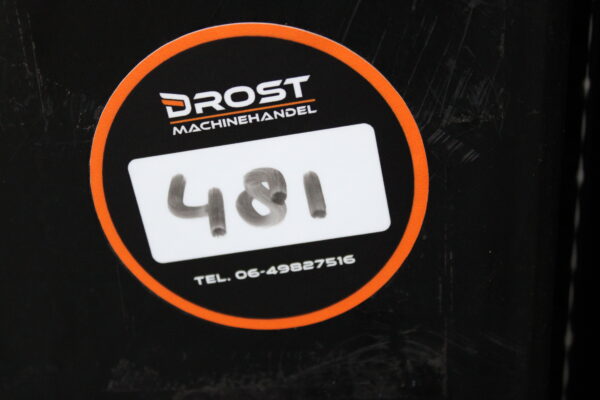 DROST
MACHINEHANDEL
481
TEL. 06-49827516